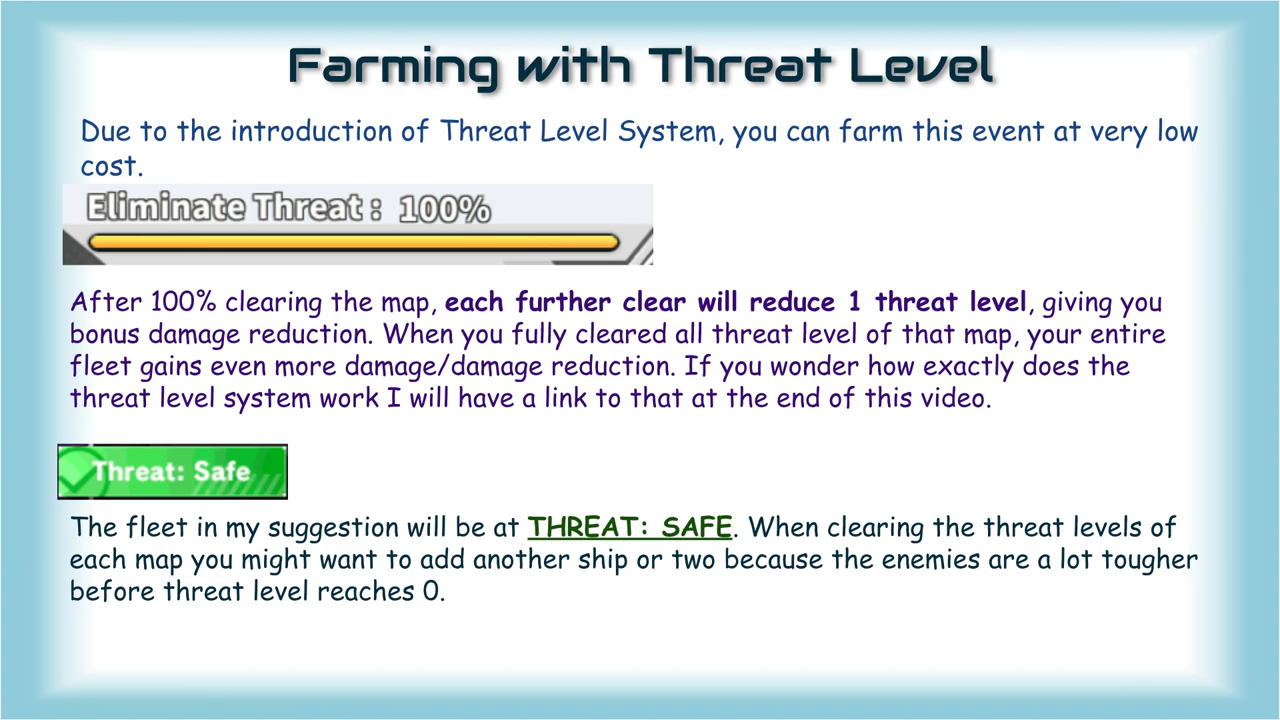 Farming with Threat Level
Due to the introduction of Threat Level System, you can farm this event at very low
cost.
Eliminate Threat: 100%
After 100% clearing the map, each further clear will reduce 1 threat level, giving you
bonus damage reduction. When you fully cleared all threat level of that map, your entire
fleet gains even more damage/damage reduction. If you wonder how exactly does the
threat level system work I will have a link to that at the end of this video.
Threat: Safe
The fleet in my suggestion will be at THREAT: SAFE. When clearing the threat levels of
each map you might want to add another ship or two because the enemies are a lot tougher
before threat level reaches 0.